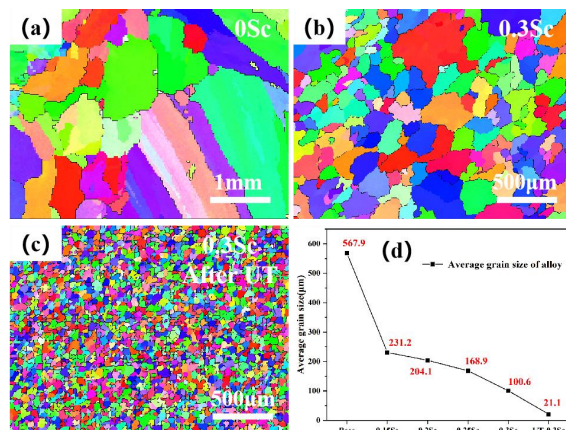 (a)
0Sc
1mm
(b)
0.3Sc
500μm
(c)
0.3Sc
After UT
500μm
(d)
Average grain size of alloy
Average grain size(μm)
600
500
400
300
200
100
0
567.9
231.2
204.1
168.9
100.6
21.1